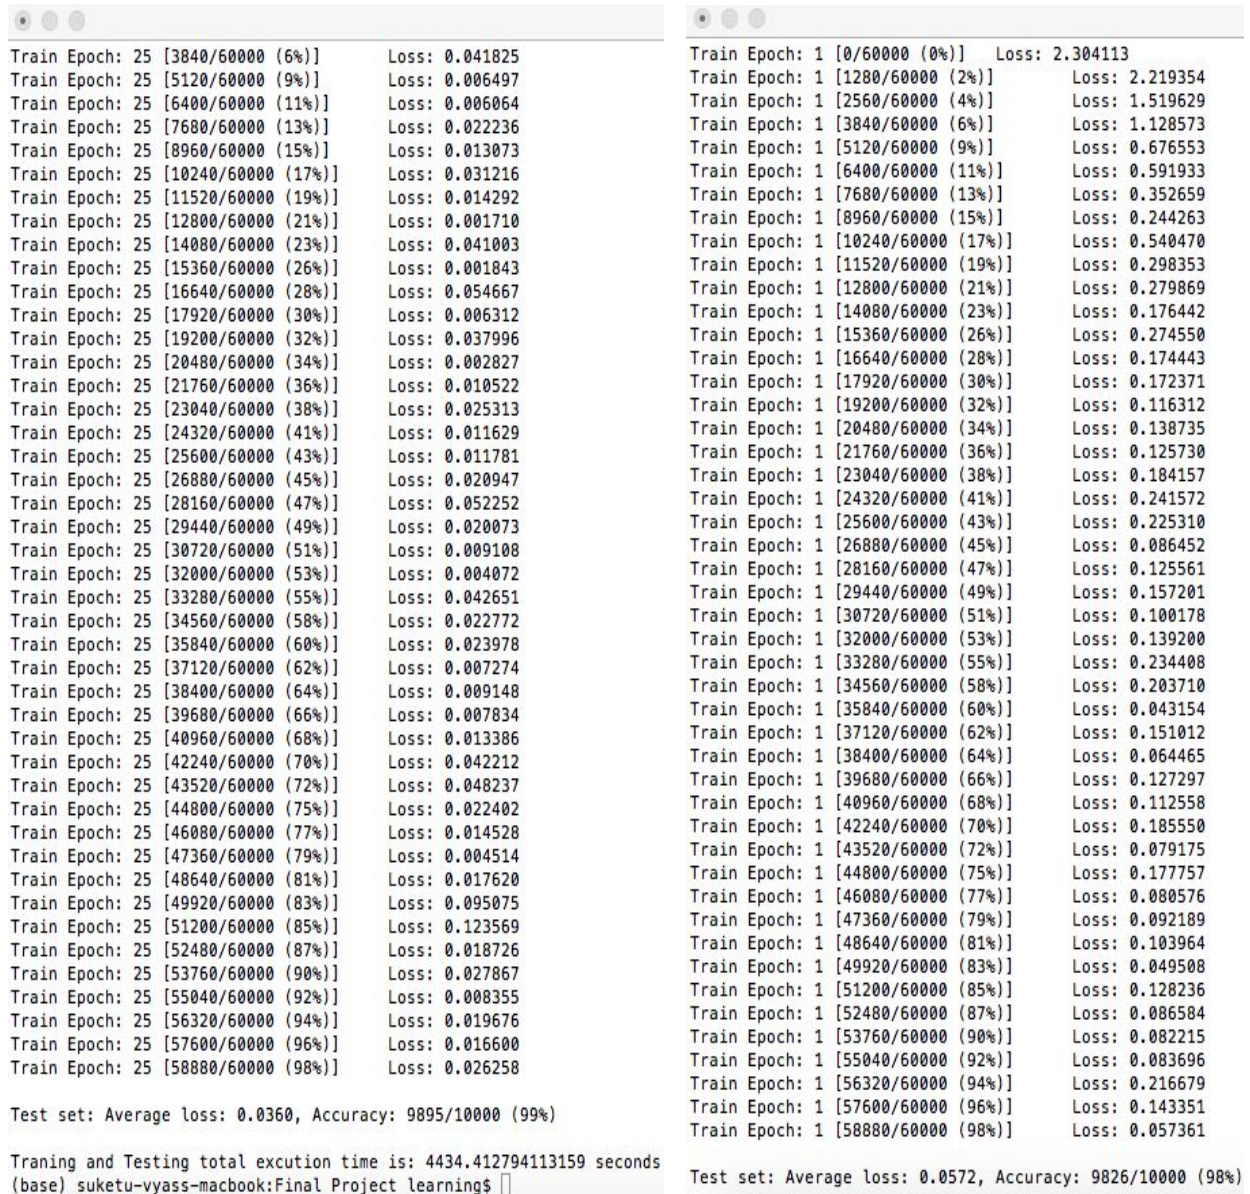 Train Epoch: 25 [3840/60000 (6%)] Loss: 0.041825
Train Epoch: 25 [5120/60000 (9%)] Loss: 0.006497
Train Epoch: 25 [6400/60000 (11%)] Loss: 0.006064
Train Epoch: 25 [7680/60000 (13%)] Loss: 0.022236
Train Epoch: 25 [8960/60000 (15%)] Loss: 0.013073
Train Epoch: 25 [10240/60000 (17%)] Loss: 0.031216
Train Epoch: 25 [11520/60000 (19%)] Loss: 0.014292
Train Epoch: 25 [12800/60000 (21%)] Loss: 0.001710
Train Epoch: 25 [14080/60000 (23%)] Loss: 0.041003
Train Epoch: 25 [15360/60000 (26%)] Loss: 0.001843
Train Epoch: 25 [16640/60000 (28%)] Loss: 0.054667
Train Epoch: 25 [17920/60000 (30%)] Loss: 0.006312
Train Epoch: 25 [19200/60000 (32%)] Loss: 0.037996
Train Epoch: 25 [20480/60000 (34%)] Loss: 0.002827
Train Epoch: 25 [21760/60000 (36%)] Loss: 0.010522
Train Epoch: 25 [23040/60000 (38%)] Loss: 0.025313
Train Epoch: 25 [24320/60000 (41%)] Loss: 0.011629
Train Epoch: 25 [25600/60000 (43%)] Loss: 0.011781
Train Epoch: 25 [26880/60000 (45%)] Loss: 0.020947
Train Epoch: 25 [28160/60000 (47%)] Loss: 0.052252
Train Epoch: 25 [29440/60000 (49%)] Loss: 0.020073
Train Epoch: 25 [30720/60000 (51%)] Loss: 0.009108
Train Epoch: 25 [32000/60000 (53%)] Loss: 0.004072
Train Epoch: 25 [33280/60000 (55%)] Loss: 0.042651
Train Epoch: 25 [34560/60000 (58%)] Loss: 0.022772
Train Epoch: 25 [35840/60000 (60%)] Loss: 0.023978
Train Epoch: 25 [37120/60000 (62%)] Loss: 0.007274
Train Epoch: 25 [38400/60000 (64%)] Loss: 0.009148
Train Epoch: 25 [39680/60000 (66%)] Loss: 0.007834
Train Epoch: 25 [40960/60000 (68%)] Loss: 0.013386
Train Epoch: 25 [42240/60000 (70%)] Loss: 0.042212
Train Epoch: 25 [43520/60000 (72%)] Loss: 0.048237
Train Epoch: 25 [44800/60000 (75%)] Loss: 0.022402
Train Epoch: 25 [46080/60000 (77%)] Loss: 0.014528
Train Epoch: 25 [47360/60000 (79%)] Loss: 0.004514
Train Epoch: 25 [48640/60000 (81%)] Loss: 0.017620
Train Epoch: 25 [49920/60000 (83%)] Loss: 0.095075
Train Epoch: 25 [51200/60000 (85%)] Loss: 0.123569
Train Epoch: 25 [52480/60000 (87%)] Loss: 0.018726
Train Epoch: 25 [53760/60000 (90%)] Loss: 0.027867
Train Epoch: 25 [55040/60000 (92%)] Loss: 0.008355
Train Epoch: 25 [56320/60000 (94%)] Loss: 0.019676
Train Epoch: 25 [57600/60000 (96%)] Loss: 0.016600
Train Epoch: 25 [58880/60000 (98%)] Loss: 0.026258
Test set: Average loss: 0.0360, Accuracy: 9895/10000 (99%)
Traning and Testing total excution time is: 4434.412794113159 seconds
(base) suketu-vyass-macbook:Final Project learning$
Train Epoch: 1 [0/60000 (0%)] Loss: 2.304113
Train Epoch: 1 [1280/60000 (2%)] Loss: 2.219354
Train Epoch: 1 [2560/60000 (4%)] Loss: 1.519629
Train Epoch: 1 [3840/60000 (6%)] Loss: 1.128573
Train Epoch: 1 [5120/60000 (9%)] Loss: 0.676553
Train Epoch: 1 [6400/60000 (11%)] Loss: 0.591933
Train Epoch: 1 [7680/60000 (13%)] Loss: 0.352659
Train Epoch: 1 [8960/60000 (15%)] Loss: 0.244263
Train Epoch: 1 [10240/60000 (17%)] Loss: 0.540470
Train Epoch: 1 [11520/60000 (19%)] Loss: 0.298353
Train Epoch: 1 [12800/60000 (21%)] Loss: 0.279869
Train Epoch: 1 [14080/60000 (23%)] Loss: 0.176442
Train Epoch: 1 [15360/60000 (26%)] Loss: 0.274550
Train Epoch: 1 [16640/60000 (28%)] Loss: 0.174443
Train Epoch: 1 [17920/60000 (30%)] Loss: 0.172371
Train Epoch: 1 [19200/60000 (32%)] Loss: 0.116312
Train Epoch: 1 [20480/60000 (34%)] Loss: 0.138735
Train Epoch: 1 [21760/60000 (36%)] Loss: 0.125730
Train Epoch: 1 [23040/60000 (38%)] Loss: 0.184157
Train Epoch: 1 [24320/60000 (41%)] Loss: 0.241572
Train Epoch: 1 [25600/60000 (43%)] Loss: 0.225310
Train Epoch: 1 [26880/60000 (45%)] Loss: 0.086452
Train Epoch: 1 [28160/60000 (47%)] Loss: 0.125561
Train Epoch: 1 [29440/60000 (49%)] Loss: 0.157201
Train Epoch: 1 [30720/60000 (51%)] Loss: 0.100178
Train Epoch: 1 [32000/60000 (53%)] Loss: 0.139200
Train Epoch: 1 [33280/60000 (55%)] Loss: 0.234408
Train Epoch: 1 [34560/60000 (58%)] Loss: 0.203710
Train Epoch: 1 [35840/60000 (60%)] Loss: 0.043154
Train Epoch: 1 [37120/60000 (62%)] Loss: 0.151012
Train Epoch: 1 [38400/60000 (64%)] Loss: 0.064465
Train Epoch: 1 [39680/60000 (66%)] Loss: 0.127297
Train Epoch: 1 [40960/60000 (68%)] Loss: 0.112558
Train Epoch: 1 [42240/60000 (70%)] Loss: 0.185550
Train Epoch: 1 [43520/60000 (72%)] Loss: 0.079175
Train Epoch: 1 [44800/60000 (75%)] Loss: 0.177757
Train Epoch: 1 [46080/60000 (77%)] Loss: 0.080576
Train Epoch: 1 [47360/60000 (79%)] Loss: 0.092189
Train Epoch: 1 [48640/60000 (81%)] Loss: 0.103964
Train Epoch: 1 [49920/60000 (83%)] Loss: 0.049508
Train Epoch: 1 [51200/60000 (85%)] Loss: 0.128236
Train Epoch: 1 [52480/60000 (87%)] Loss: 0.086584
Train Epoch: 1 [53760/60000 (90%)] Loss: 0.082215
Train Epoch: 1 [55040/60000 (92%)] Loss: 0.083696
Train Epoch: 1 [56320/60000 (94%)] Loss: 0.216679
Train Epoch: 1 [57600/60000 (96%)] Loss: 0.143351
Train Epoch: 1 [58880/60000 (98%)] Loss: 0.057361
Test set: Average loss: 0.0572, Accuracy: 9826/10000 (98%)